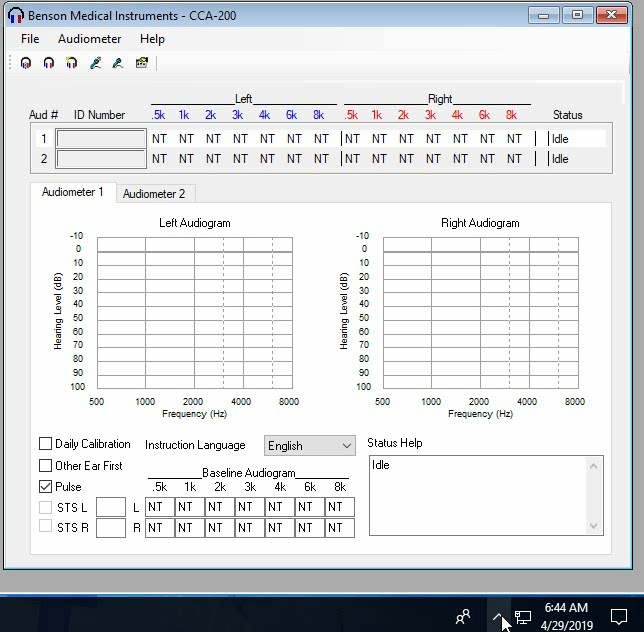 Benson Medical Instruments - CCA-200
File Audiometer Help
Left Right
Aud # ID Number .5k 1k 2k 3k 4k 6k 8k .5k 1k 2k 3k 4k 6k 8k Status
1 NT NT NT NT NT NT NT NT NT NT NT NT NT NT Idle
2 NT NT NT NT NT NT NT NT NT NT NT NT NT NT Idle
Audiometer 1 Audiometer 2
Left Audiogram Right Audiogram
-10 -10
0 0
10 10
20 20
30 30
40 40
50 50
60 60
70 70
80 80
90 90
100 100
Hearing Level (dB) Hearing Level (dB)
500 1000 2000 4000 8000 500 1000 2000 4000 8000
Frequency (Hz) Frequency (Hz)
Daily Calibration Instruction Language English Status Help
Other Ear First Idle
Baseline Audiogram
Pulse .5k 1k 2k 3k 4k 6k 8k
STS L L NT NT NT NT NT NT NT
STS R R NT NT NT NT NT NT NT
6:44 AM
4/29/2019